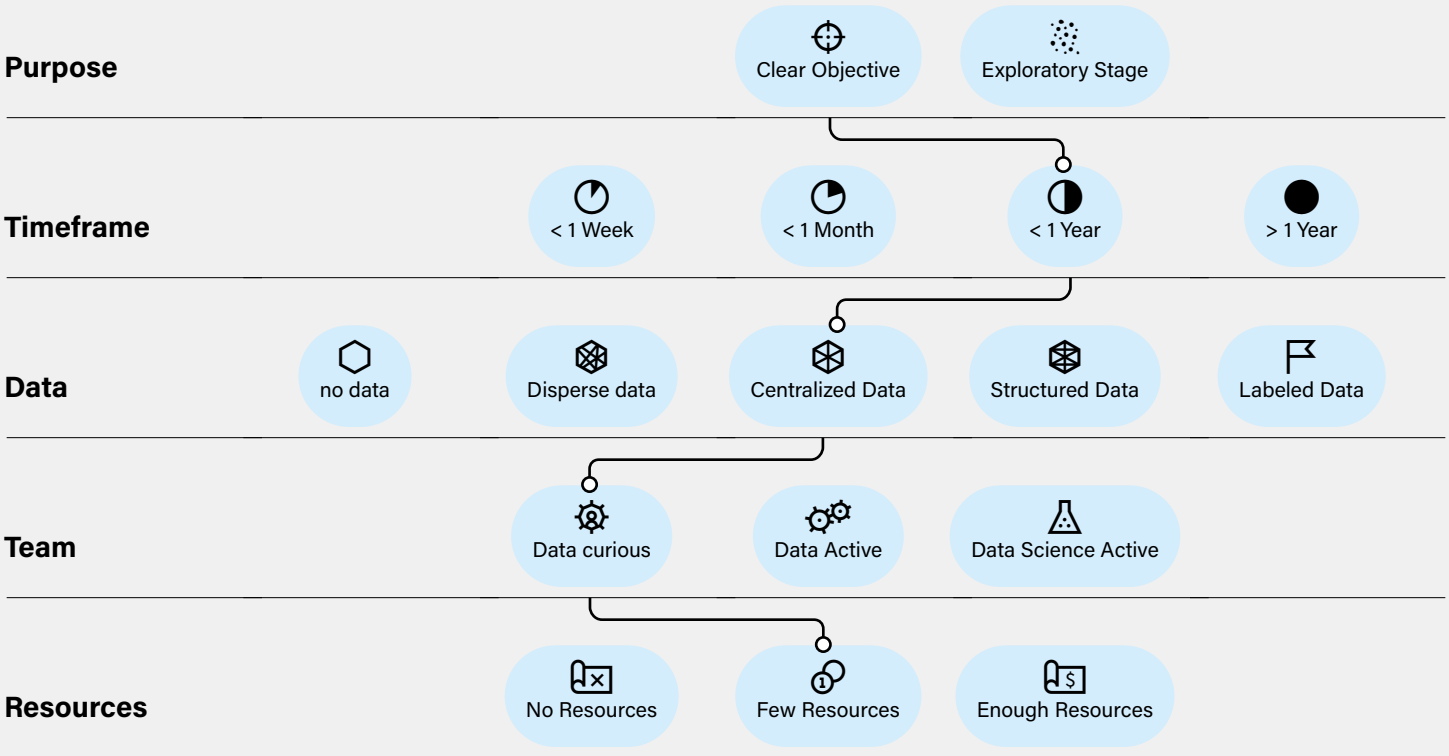 Purpose
Clear Objective
Exploratory Stage
Timeframe
< 1 Week
< 1 Month
< 1 Year
> 1 Year
Data
no data
Disperse data
Centralized Data
Structured Data
Labeled Data
Team
Data curious
Data Active
Data Science Active
Resources
No Resources
1
Few Resources
$
Enough Resources